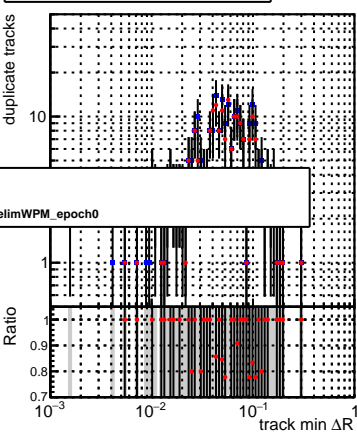 duplicate tracks
10
elimWPM_epoch0
1
Ratio
1
0.9
0.8
0.7
10⁻³ 10⁻² 10⁻¹ 1
track min ΔR